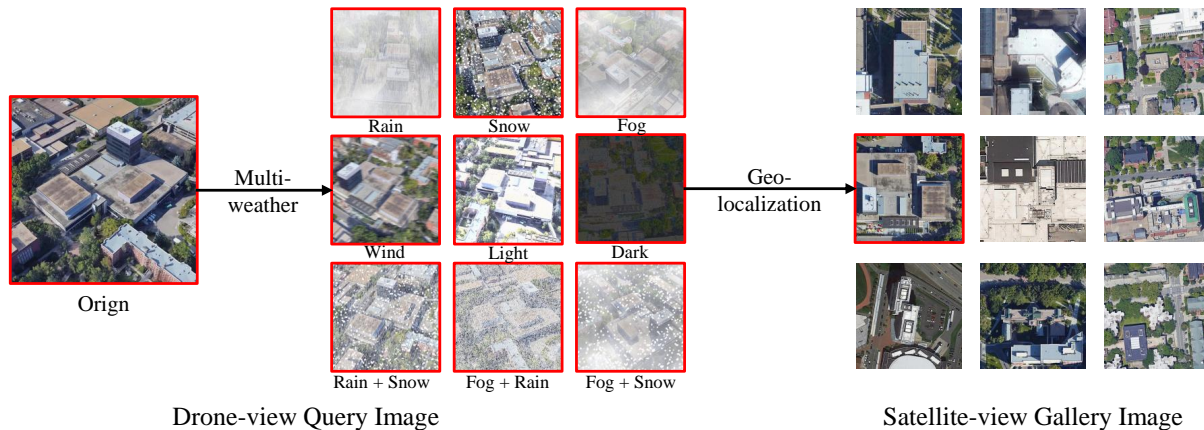 Rain
Snow
Fog
Multi-
weather
Geo-
localization
Wind
Light
Dark
Orign
Rain + Snow
Fog + Rain
Fog + Snow
Drone-view Query Image
Satellite-view Gallery Image